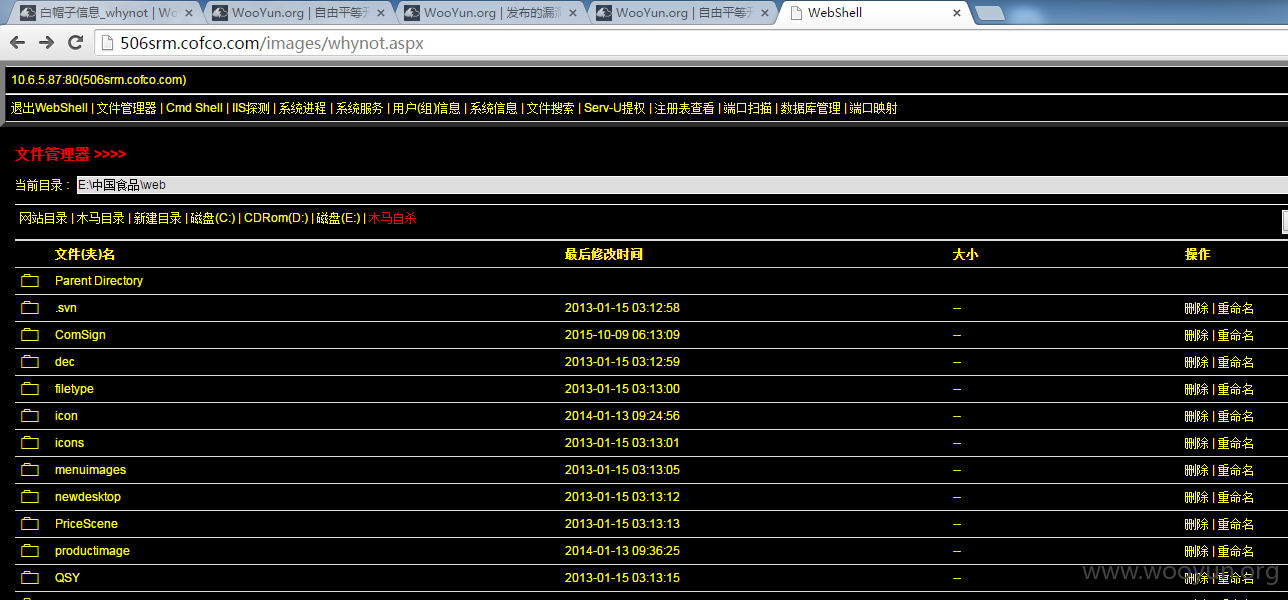 白帽子信息_whynot | Wo
WooYun.org | 自由平等开
WooYun.org | 发布的漏洞
WooYun.org | 自由平等开
WebShell
506srm.cofco.com/images/whynot.aspx
10.6.5.87:80(506srm.cofco.com)
退出WebShell | 文件管理器 | Cmd Shell | IIS探测 | 系统进程 | 系统服务 | 用户(组)信息 | 系统信息 | 文件搜索 | Serv-U提权 | 注册表查看 | 端口扫描 | 数据库管理 | 端口映射
文件管理器 >>>>
当前目录 : E:\中国食品\web
网站目录 | 木马目录 | 新建目录 | 磁盘(C:) | CDRom(D:) | 磁盘(E:) | 木马自杀
文件(夹)名 最后修改时间 大小 操作
Parent Directory
.svn 2013-01-15 03:12:58 -- 删除 | 重命名
ComSign 2015-10-09 06:13:09 -- 删除 | 重命名
dec 2013-01-15 03:12:59 -- 删除 | 重命名
filetype 2013-01-15 03:13:00 -- 删除 | 重命名
icon 2014-01-13 09:24:56 -- 删除 | 重命名
icons 2013-01-15 03:13:01 -- 删除 | 重命名
menuimages 2013-01-15 03:13:05 -- 删除 | 重命名
newdesktop 2013-01-15 03:13:12 -- 删除 | 重命名
PriceScene 2013-01-15 03:13:13 -- 删除 | 重命名
productimage 2014-01-13 09:36:25 -- 删除 | 重命名
QSY 2013-01-15 03:13:15 -- 删除 | 重命名
www.wooyun.org